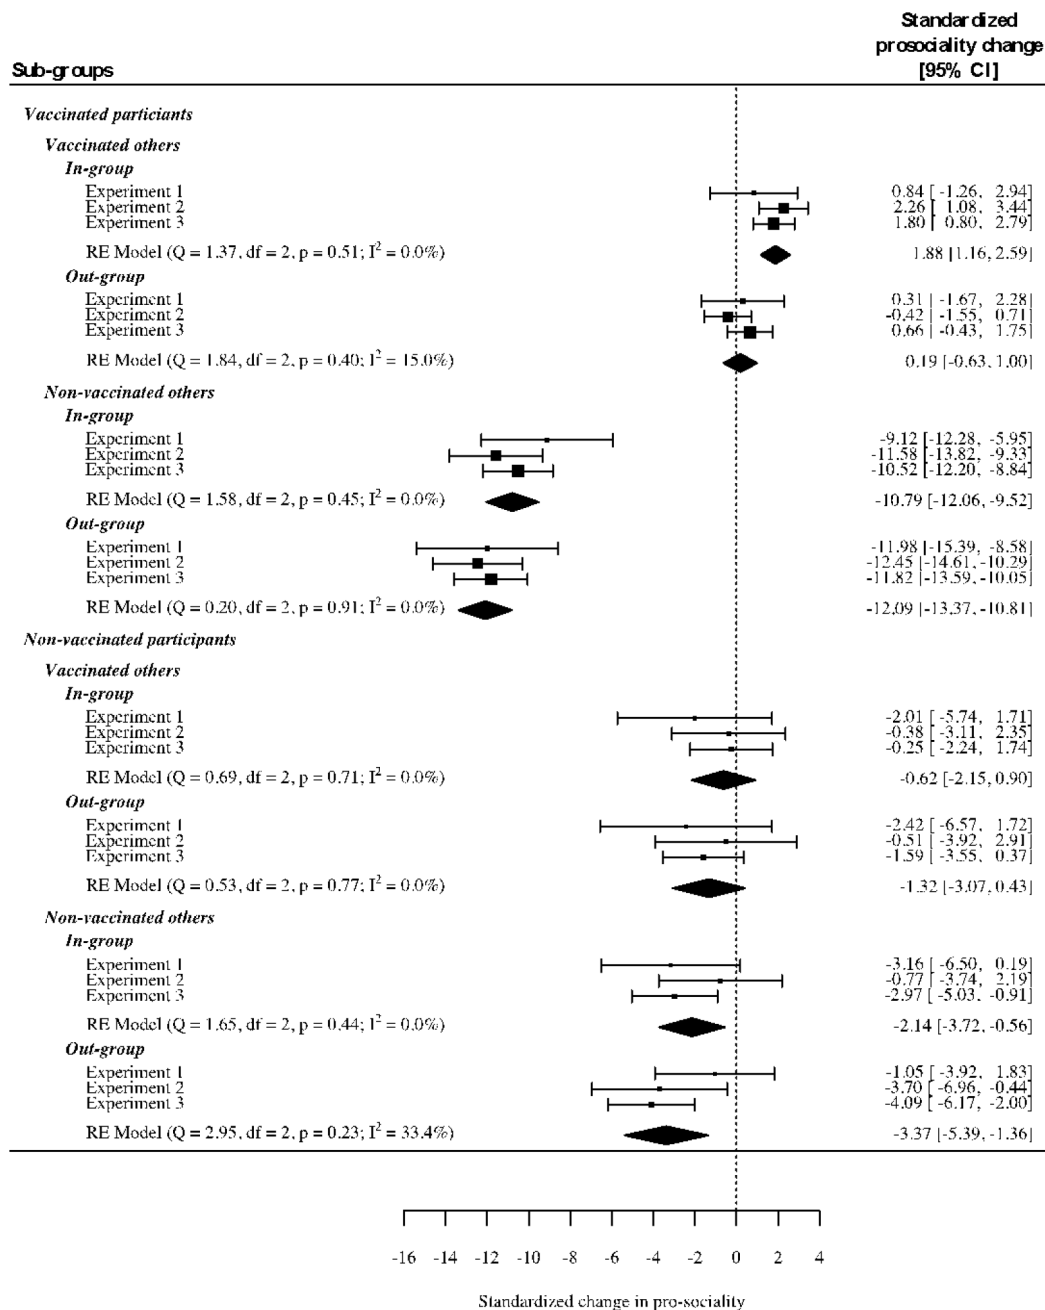 Standardized
prosociality change
Sub-groups [95% CI]
Vaccinated particiants
Vaccinated others
In-group
Experiment 1 0.84 [ -1.26, 2.94]
Experiment 2 2.26 [ 1.08, 3.44]
Experiment 3 1.80 [ 0.80, 2.79]
RE Model (Q = 1.37, df = 2, p = 0.51; I² = 0.0%) 1.88 [1.16, 2.59]
Out-group
Experiment 1 0.31 [ -1.67, 2.28]
Experiment 2 -0.42 [ -1.55, 0.71]
Experiment 3 0.66 [ -0.43, 1.75]
RE Model (Q = 1.84, df = 2, p = 0.40; I² = 15.0%) 0.19 [-0.63, 1.00]
Non-vaccinated others
In-group
Experiment 1 -9.12 [-12.28, -5.95]
Experiment 2 -11.58 [-13.82, -9.33]
Experiment 3 -10.52 [-12.20, -8.84]
RE Model (Q = 1.58, df = 2, p = 0.45; I² = 0.0%) -10.79 [-12.06, -9.52]
Out-group
Experiment 1 -11.98 [-15.39, -8.58]
Experiment 2 -12.45 [-14.61, -10.29]
Experiment 3 -11.82 [-13.59, -10.05]
RE Model (Q = 0.20, df = 2, p = 0.91; I² = 0.0%) -12.09 [-13.37, -10.81]
Non-vaccinated participants
Vaccinated others
In-group
Experiment 1 -2.01 [ -5.74, 1.71]
Experiment 2 -0.38 [ -3.11, 2.35]
Experiment 3 -0.25 [ -2.24, 1.74]
RE Model (Q = 0.69, df = 2, p = 0.71; I² = 0.0%) -0.62 [-2.15, 0.90]
Out-group
Experiment 1 -2.42 [ -6.57, 1.72]
Experiment 2 -0.51 [ -3.92, 2.91]
Experiment 3 -1.59 [ -3.55, 0.37]
RE Model (Q = 0.53, df = 2, p = 0.77; I² = 0.0%) -1.32 [-3.07, 0.43]
Non-vaccinated others
In-group
Experiment 1 -3.16 [ -6.50, 0.19]
Experiment 2 -0.77 [ -3.74, 2.19]
Experiment 3 -2.97 [ -5.03, -0.91]
RE Model (Q = 1.65, df = 2, p = 0.44; I² = 0.0%) -2.14 [-3.72, -0.56]
Out-group
Experiment 1 -1.05 [ -3.92, 1.83]
Experiment 2 -3.70 [ -6.96, -0.44]
Experiment 3 -4.09 [ -6.17, -2.00]
RE Model (Q = 2.95, df = 2, p = 0.23; I² = 33.4%) -3.37 [-5.39, -1.36]
-16 -14 -12 -10 -8 -6 -4 -2 0 2 4
Standardized change in pro-sociality